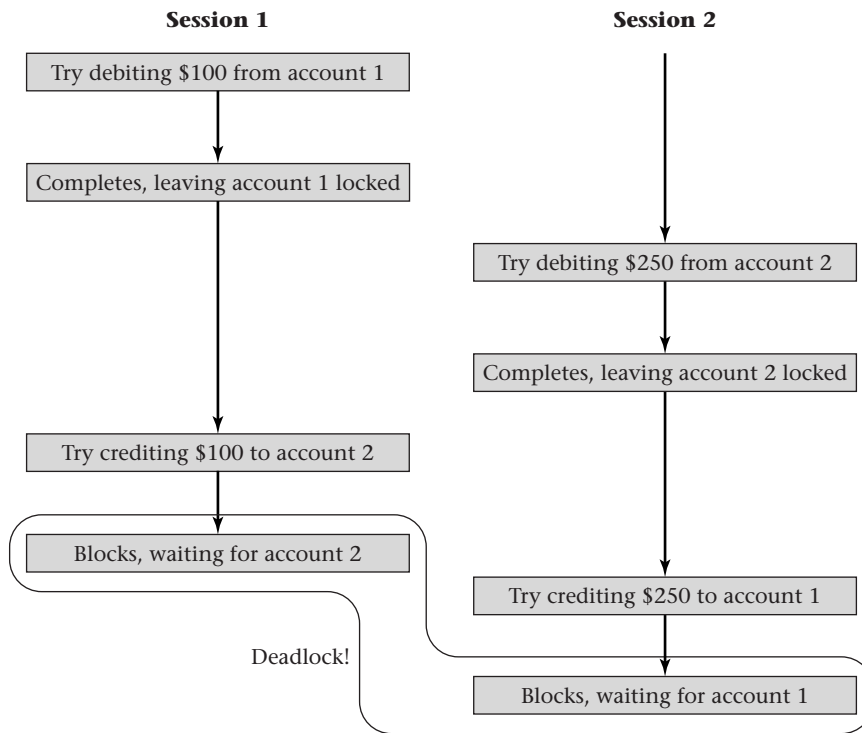 Session 1
Session 2
Try debiting $100 from account 1
Completes, leaving account 1 locked
Try debiting $250 from account 2
Completes, leaving account 2 locked
Try crediting $100 to account 2
Blocks, waiting for account 2
Try crediting $250 to account 1
Deadlock!
Blocks, waiting for account 1